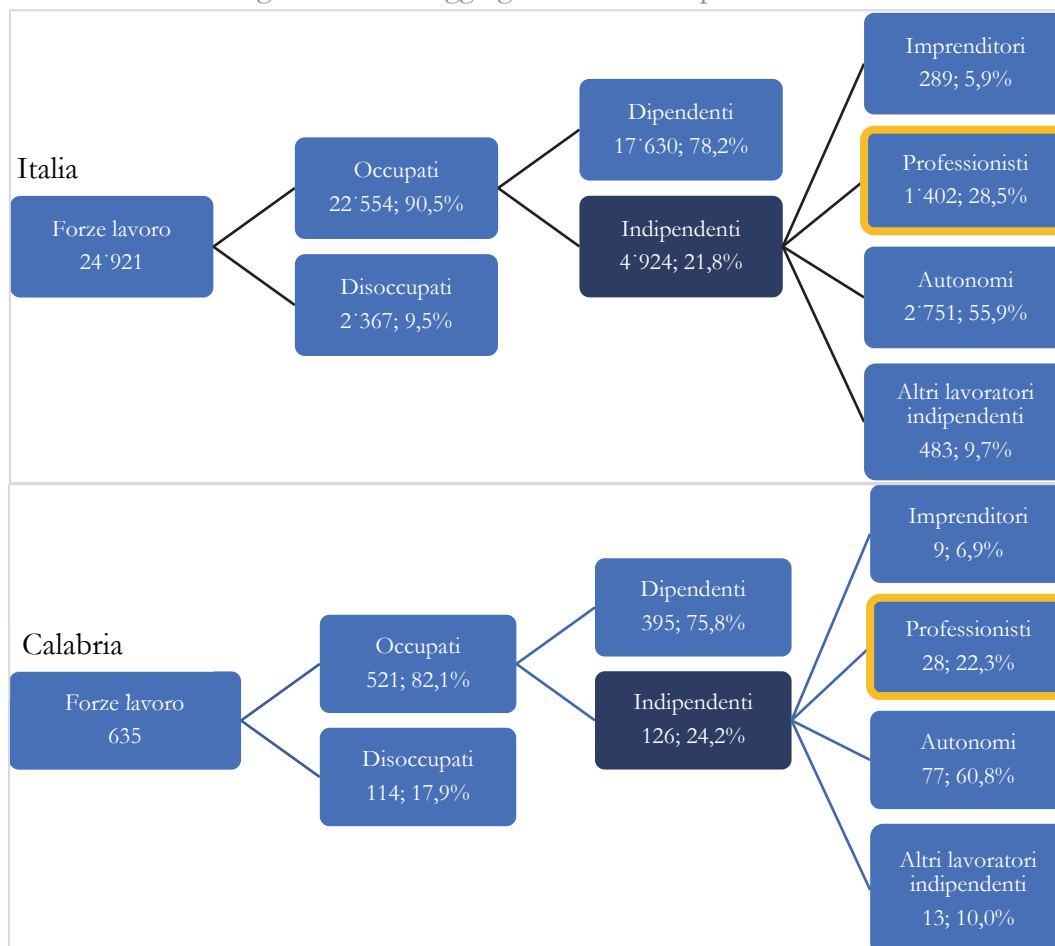 Italia
Forze lavoro
24˙921
Occupati
22˙554; 90,5%
Disoccupati
2˙367; 9,5%
Dipendenti
17˙630; 78,2%
Indipendenti
4˙924; 21,8%
Imprenditori
289; 5,9%
Professionisti
1˙402; 28,5%
Autonomi
2˙751; 55,9%
Altri lavoratori
indipendenti
483; 9,7%
Calabria
Forze lavoro
635
Occupati
521; 82,1%
Disoccupati
114; 17,9%
Dipendenti
395; 75,8%
Indipendenti
126; 24,2%
Imprenditori
9; 6,9%
Professionisti
28; 22,3%
Autonomi
77; 60,8%
Altri lavoratori
indipendenti
13; 10,0%